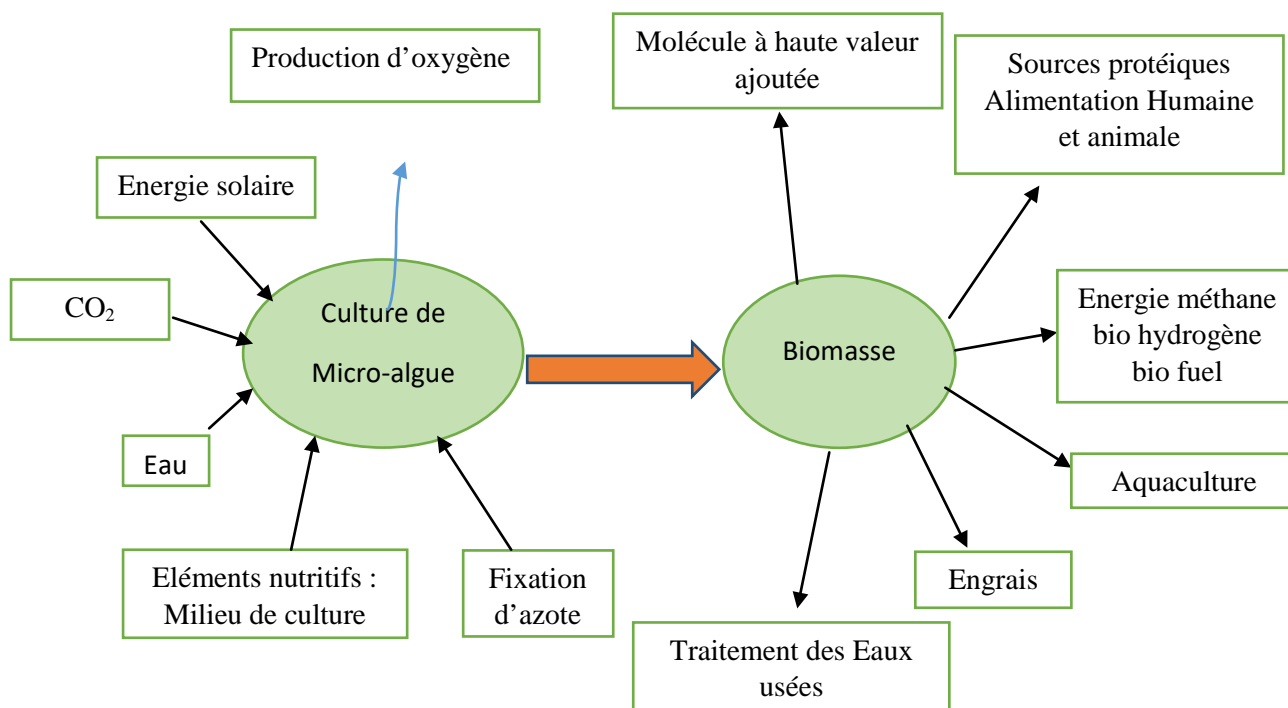 Production d’oxygène
Molécule à haute valeur
ajoutée
Sources protéiques
Alimentation Humaine
et animale
Energie solaire
CO₂
Culture de
Micro-algue
Biomasse
Energie méthane
bio hydrogène
bio fuel
Eau
Aquaculture
Eléments nutritifs :
Milieu de culture
Fixation
d’azote
Engrais
Traitement des Eaux
usées